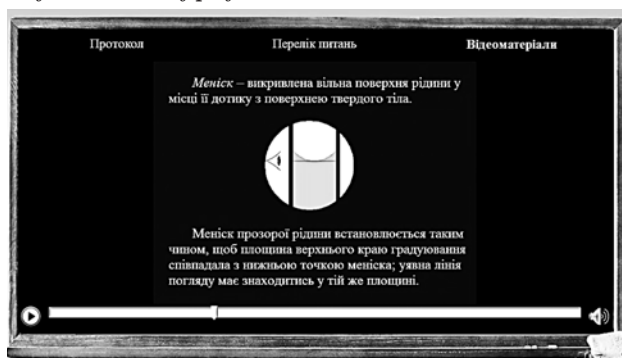 Протокол Перелік питань Відеоматеріали
Меніск – викривлена вільна поверхня рідини у
місці її дотику з поверхнею твердого тіла.
Меніск прозорої рідини встановлюється таким
чином, щоб площина верхнього краю градуювання
співпадала з нижньою точкою меніска; уявна лінія
погляду має знаходитись у тій же площині.